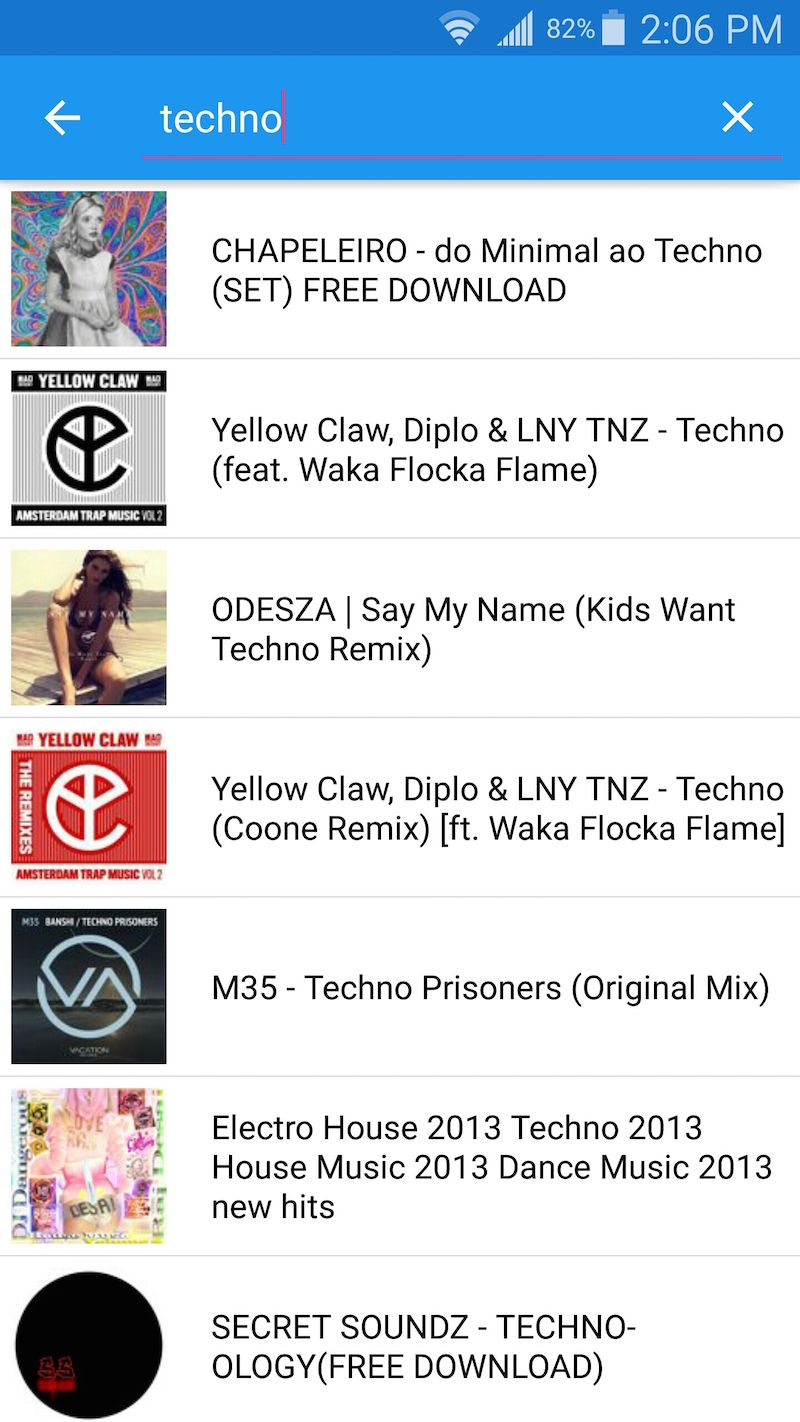 82% 2:06 PM
techno
CHAPELEIRO - do Minimal ao Techno
(SET) FREE DOWNLOAD
YELLOW CLAW
AMSTERDAM TRAP MUSIC VOL 2
Yellow Claw, Diplo & LNY TNZ - Techno
(feat. Waka Flocka Flame)
MY NAME
ODESZA | Say My Name (Kids Want
Techno Remix)
YELLOW CLAW
THE REMIXES
AMSTERDAM TRAP MUSIC VOL 2
Yellow Claw, Diplo & LNY TNZ - Techno
(Coone Remix) [ft. Waka Flocka Flame]
M35 BANSHI / TECHNO PRISONERS
VACATION
M35 - Techno Prisoners (Original Mix)
DJ Dangerous
DESAI
Electro House 2013 Techno 2013
House Music 2013 Dance Music 2013
new hits
SS
SECRET SOUNDZ - TECHNO-
OLOGY(FREE DOWNLOAD)